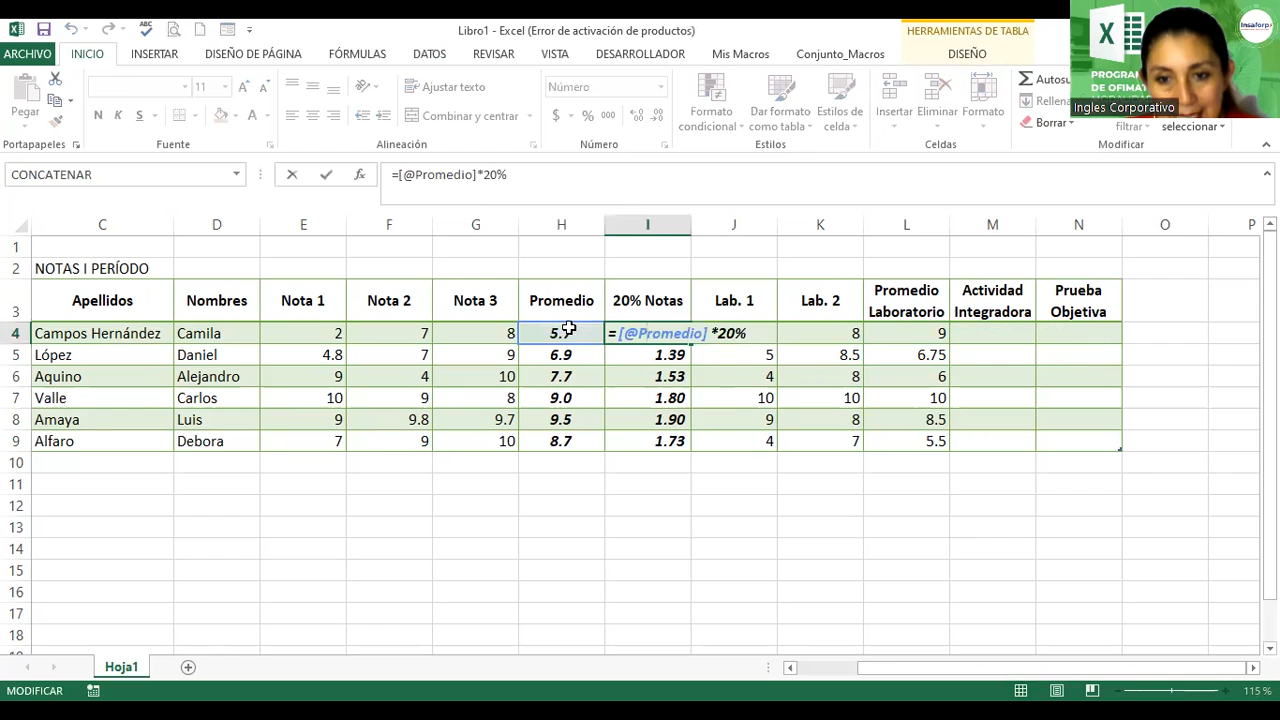 Libro1 - Excel (Error de activación de productos)
HERRAMIENTAS DE TABLA
ARCHIVO INICIO INSERTAR DISEÑO DE PÁGINA FÓRMULAS DATOS REVISAR VISTA DESARROLLADOR Mis Macros Conjunto_Macros DISEÑO
Pegar
11
Ajustar texto
Combinar y centrar
Número
Formato condicional
Dar formato como tabla
Estilos de celda
Insertar Eliminar Formato
Borrar
filtrar
seleccionar
Portapapeles Fuente Alineación Número Estilos Celdas Modificar
Ingles Corporativo
CONCATENAR =[@Promedio]*20%
C D E F G H I J K L M N O P
1
2 NOTAS I PERÍODO
3 Apellidos Nombres Nota 1 Nota 2 Nota 3 Promedio 20% Notas Lab. 1 Lab. 2 Promedio Laboratorio Actividad Integradora Prueba Objetiva
4 Campos Hernández Camila 2 7 8 =[@Promedio]*20% 8 9
5 López Daniel 4.8 7 9 6.9 1.39 5 8.5 6.75
6 Aquino Alejandro 9 4 10 7.7 1.53 4 8 6
7 Valle Carlos 10 9 8 9.0 1.80 10 10 10
8 Amaya Luis 9 9.8 9.7 9.5 1.90 9 8 8.5
9 Alfaro Debora 7 9 10 8.7 1.73 4 7 5.5
10
11
12
13
14
15
16
17
18
Hoja1
MODIFICAR 115 %